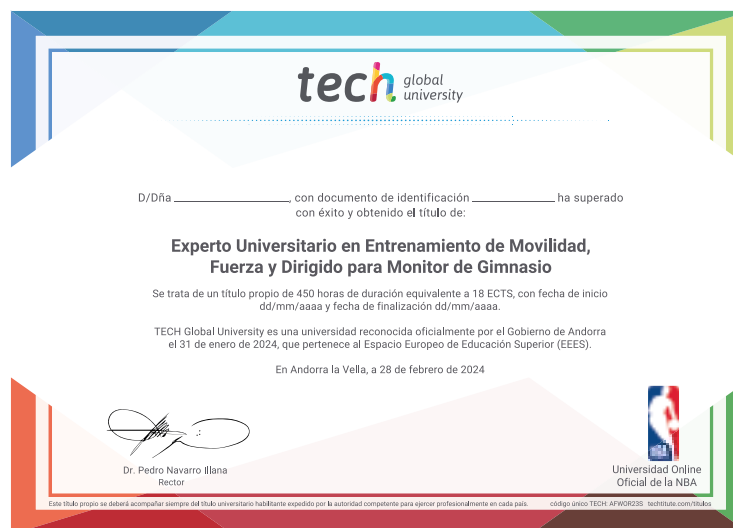 tech global university
D/Dña ________________, con documento de identificación ____________ ha superado
con éxito y obtenido el título de:
Experto Universitario en Entrenamiento de Movilidad,
Fuerza y Dirigido para Monitor de Gimnasio
Se trata de un título propio de 450 horas de duración equivalente a 18 ECTS, con fecha de inicio
dd/mm/aaaa y fecha de finalización dd/mm/aaaa.
TECH Global University es una universidad reconocida oficialmente por el Gobierno de Andorra
el 31 de enero de 2024, que pertenece al Espacio Europeo de Educación Superior (EEES).
En Andorra la Vella, a 28 de febrero de 2024
Dr. Pedro Navarro Illana
Rector
NBA
Universidad Online
Oficial de la NBA
Este título propio se deberá acompañar siempre del título universitario habilitante expedido por la autoridad competente para ejercer profesionalmente en cada país. código único TECH: AFWOR23S techtitute.com/titulos